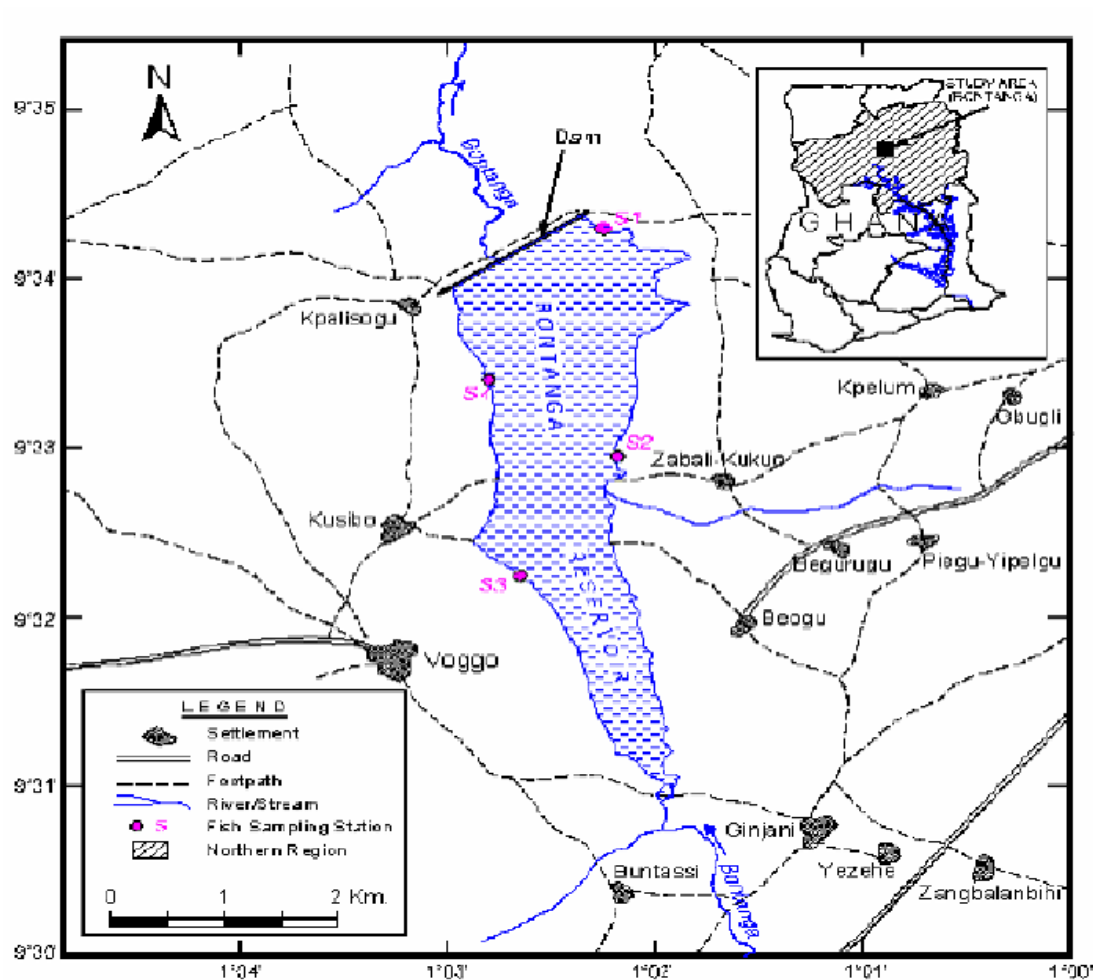 N
9°35'
9°34'
9°33'
9°32'
9°31'
9°30'
STUDY AREA
(BONTANGA)
GHANA
Dam
Bontanga
S1
Kpalisogu
BONTANGA
S4
Kpelum
Obugli
S2
Zabali-Kukuo
Kusibo
Begurugu
Piegu-Yipelgu
S3
RESERVOIR
Beogu
Voggo
LEGEND
Settlement
Road
Footpath
River/Stream
S Fish Sampling Station
Northern Region
0 1 2 Km.
Ginjani
Buntassi
Yezehe
Zangbalanbihi
Bontanga
1°04'
1°03'
1°02'
1°01'
1°00'